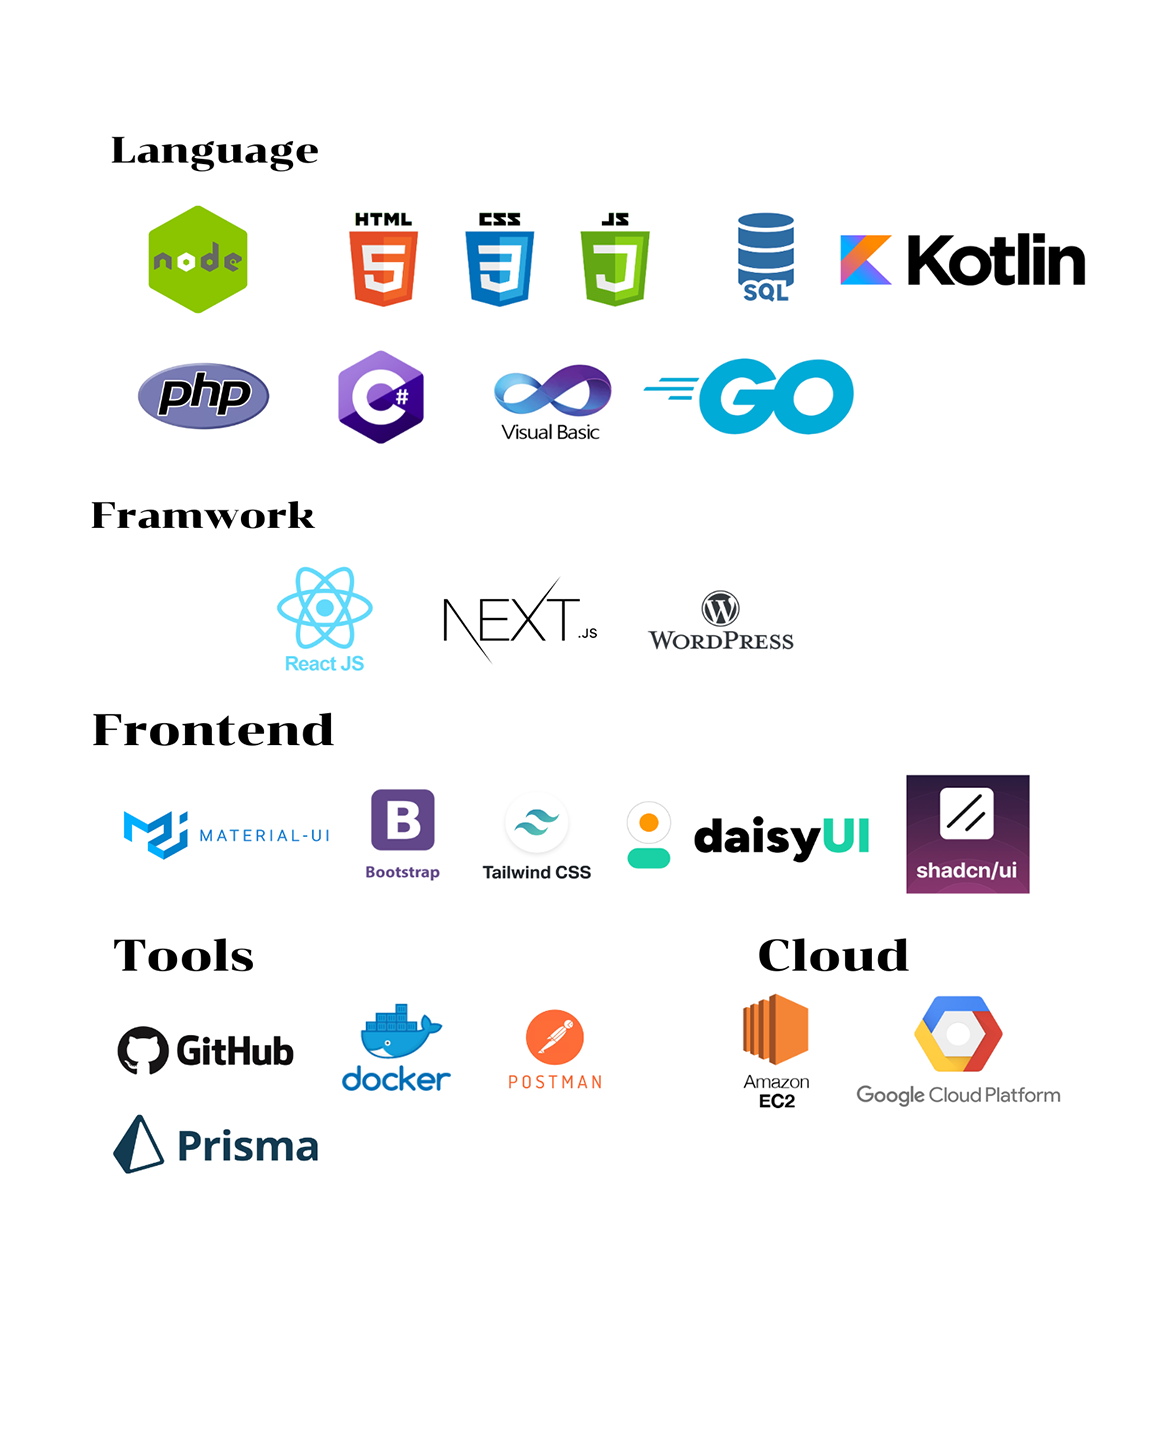 Language
node
HTML CSS JS
5 3
SQL
Kotlin
php
C#
Visual Basic
GO
Framwork
React JS
NEXT.JS
W
WORDPRESS
Frontend
MATERIAL-UI
B
Bootstrap
Tailwind CSS
daisyUI
shadcn/ui
Tools
Cloud
GitHub
docker
POSTMAN
Amazon
EC2
Google Cloud Platform
Prisma